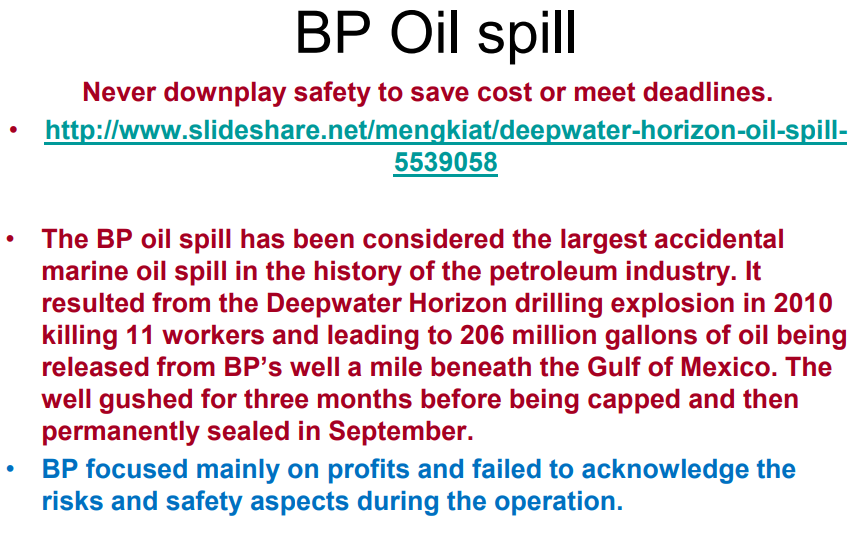 BP Oil spill
Never downplay safety to save cost or meet deadlines.
• http://www.slideshare.net/mengkiat/deepwater-horizon-oil-spill-
5539058
• The BP oil spill has been considered the largest accidental
marine oil spill in the history of the petroleum industry. It
resulted from the Deepwater Horizon drilling explosion in 2010
killing 11 workers and leading to 206 million gallons of oil being
released from BP’s well a mile beneath the Gulf of Mexico. The
well gushed for three months before being capped and then
permanently sealed in September.
• BP focused mainly on profits and failed to acknowledge the
risks and safety aspects during the operation.